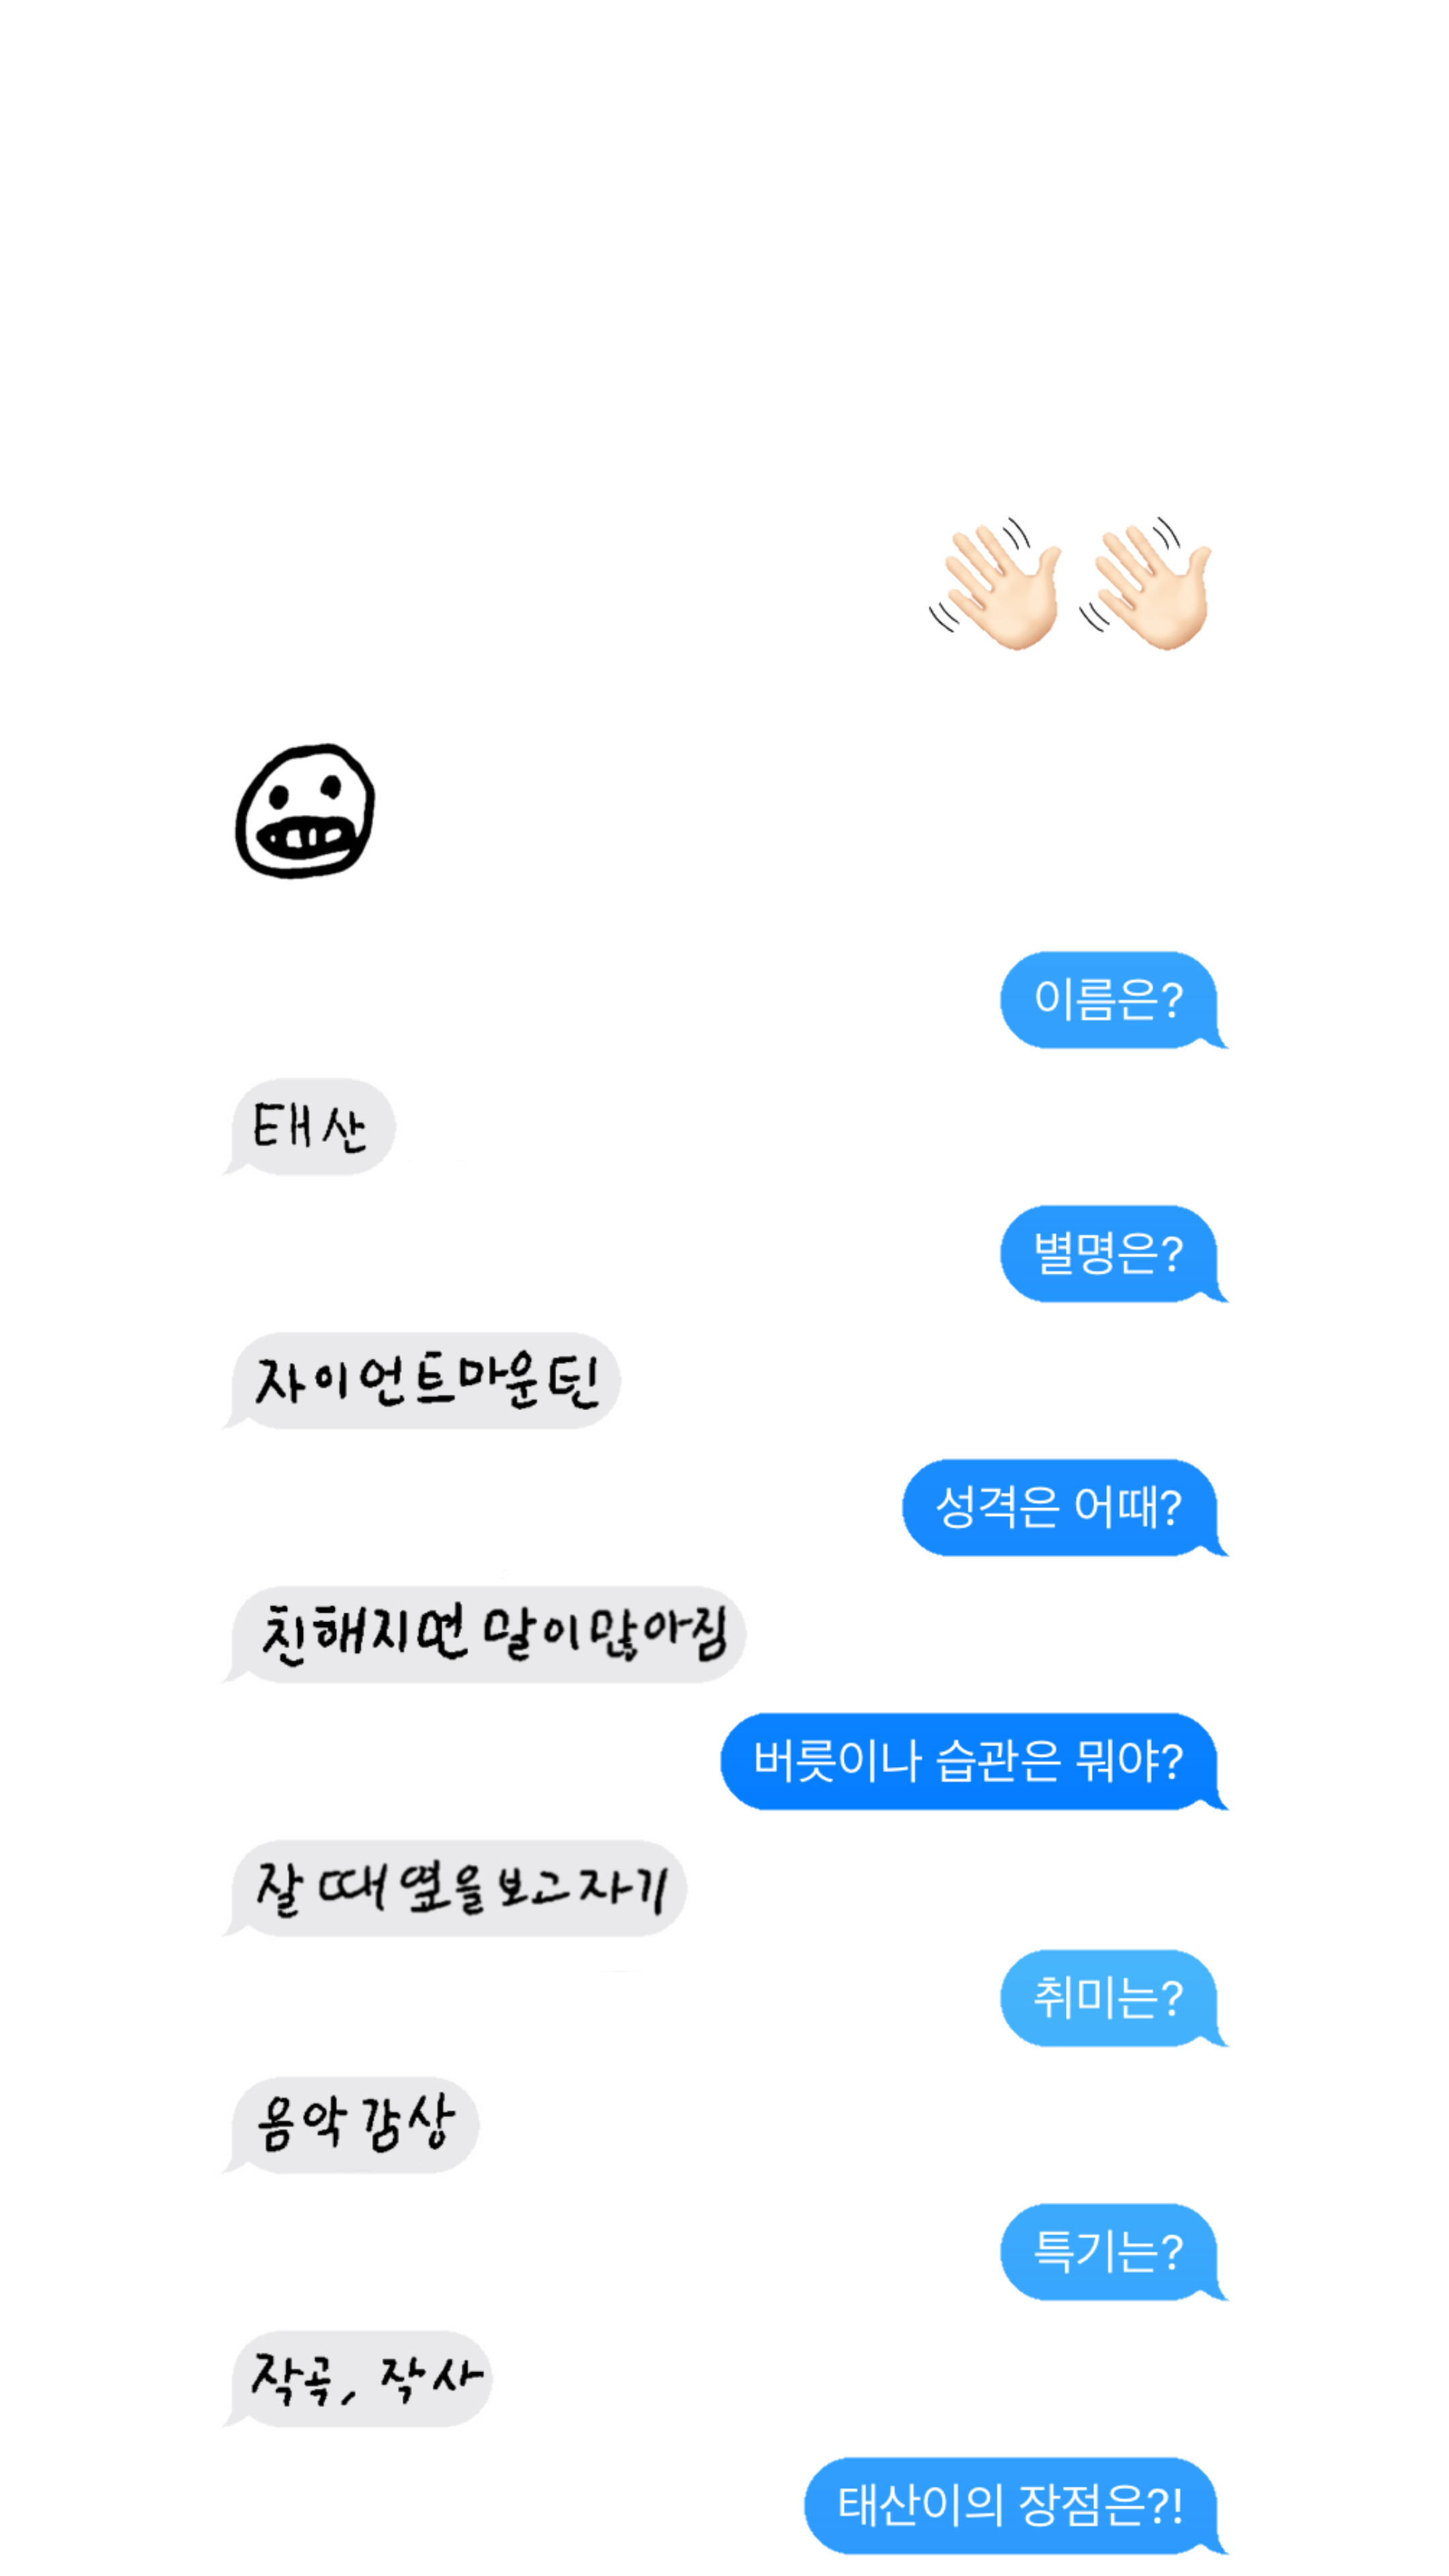 이름은?
태산
별명은?
자이언트마운틴
성격은 어때?
친해지면 말이많아짐
버릇이나 습관은 뭐야?
잘 때 옆을 보고 자기
취미는?
음악감상
특기는?
작곡, 작사
태산이의 장점은?!